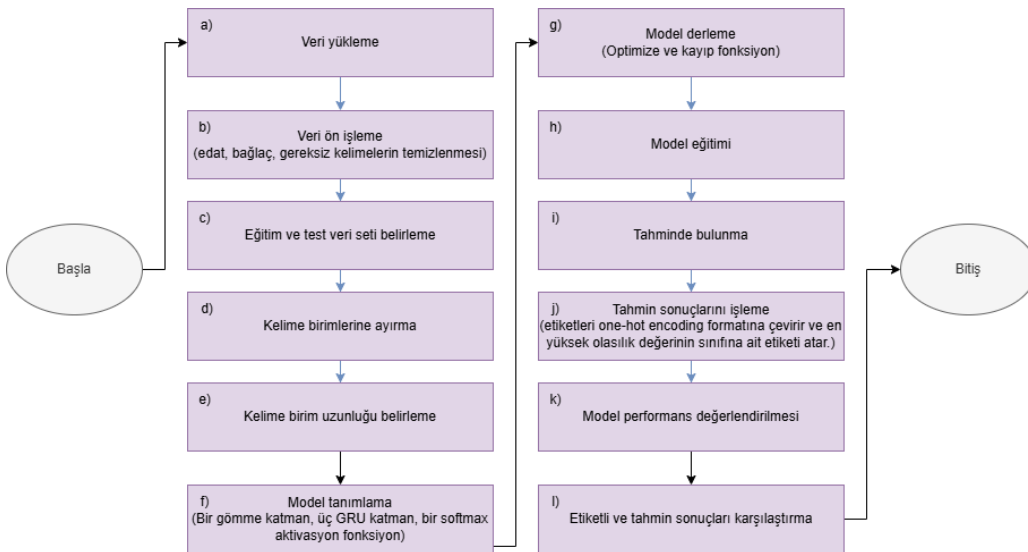 Başla
a)
Veri yükleme
b)
Veri ön işleme
(edat, bağlaç, gereksiz kelimelerin temizlenmesi)
c)
Eğitim ve test veri seti belirleme
d)
Kelime birimlerine ayırma
e)
Kelime birim uzunluğu belirleme
f)
Model tanımlama
(Bir gömme katman, üç GRU katman, bir softmax
aktivasyon fonksiyon)
g)
Model derleme
(Optimize ve kayıp fonksiyon)
h)
Model eğitimi
i)
Tahminde bulunma
j)
Tahmin sonuçlarını işleme
(etiketleri one-hot encoding formatına çevirir ve en
yüksek olasılık değerinin sınıfına ait etiketi atar.)
k)
Model performans değerlendirilmesi
l)
Etiketli ve tahmin sonuçları karşılaştırma
Bitiş